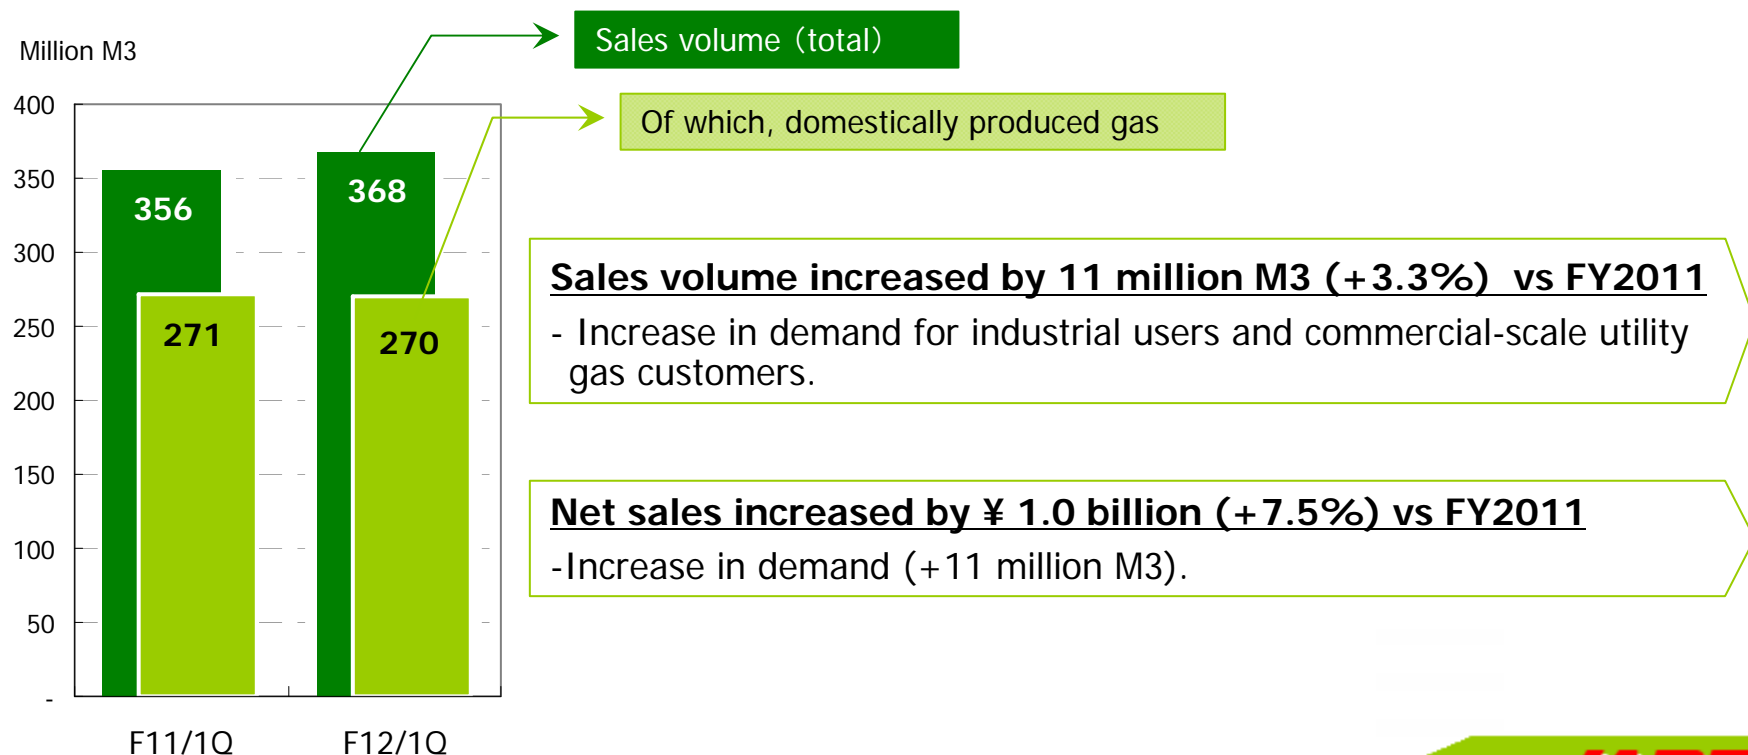 Million M3
Sales volume (total)
Of which, domestically produced gas
400
350
300
250
200
150
100
50
-
356
368
271
270
F11/1Q
F12/1Q
Sales volume increased by 11 million M3 (+3.3%) vs FY2011
- Increase in demand for industrial users and commercial-scale utility
gas customers.
Net sales increased by ¥ 1.0 billion (+7.5%) vs FY2011
-Increase in demand (+11 million M3).